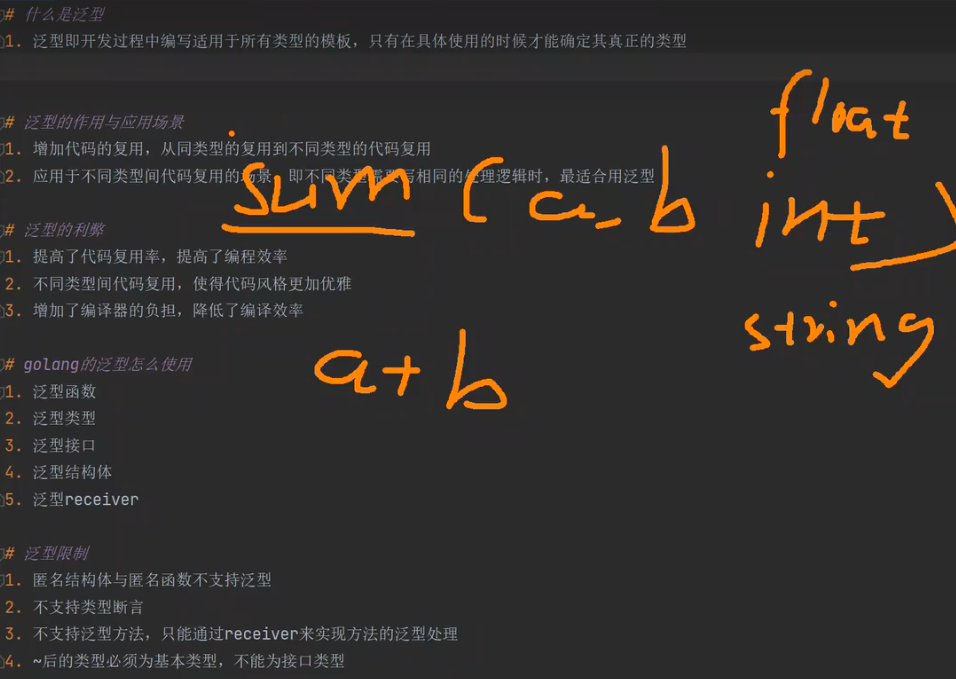 # 什么是泛型
1. 泛型即开发过程中编写适用于所有类型的模板，只有在具体使用的时候才能确定其真正的类型
# 泛型的作用与应用场景
1. 增加代码的复用，从同类型的复用到不同类型的代码复用
2. 应用于不同类型间代码复用的场景，即不同类型需要写相同的处理逻辑时，最适合用泛型
float
sum (a, b int)
# 泛型的利弊
1. 提高了代码复用率，提高了编程效率
2. 不同类型间代码复用，使得代码风格更加优雅
3. 增加了编译器的负担，降低了编译效率
string
a+b
# golang的泛型怎么使用
1. 泛型函数
2. 泛型类型
3. 泛型接口
4. 泛型结构体
5. 泛型receiver
# 泛型限制
1. 匿名结构体与匿名函数不支持泛型
2. 不支持类型断言
3. 不支持泛型方法，只能通过receiver来实现方法的泛型处理
4. ~后的类型必须为基本类型，不能为接口类型